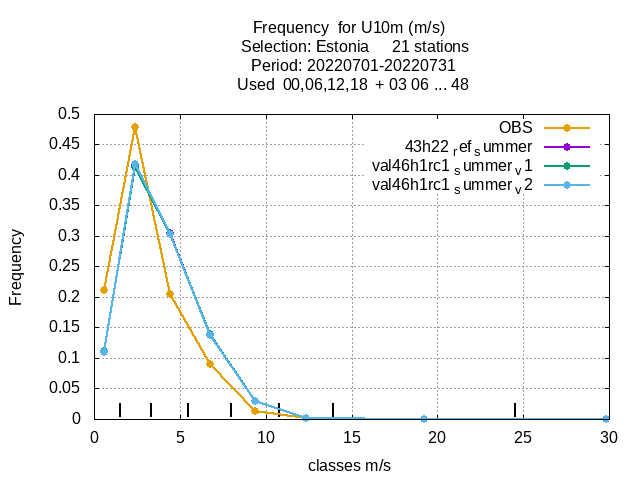 Frequency  for U10m (m/s)
Selection: Estonia     21 stations
Period: 20220701-20220731
Used  00,06,12,18  + 03 06 ... 48
OBS
43h22 ref summer
val46h1rc1 summer v1
val46h1rc1 summer v2
0.5
0.45
0.4
0.35
0.3
0.25
0.2
0.15
0.1
0.05
0
Frequency
0 5 10 15 20 25 30
classes m/s